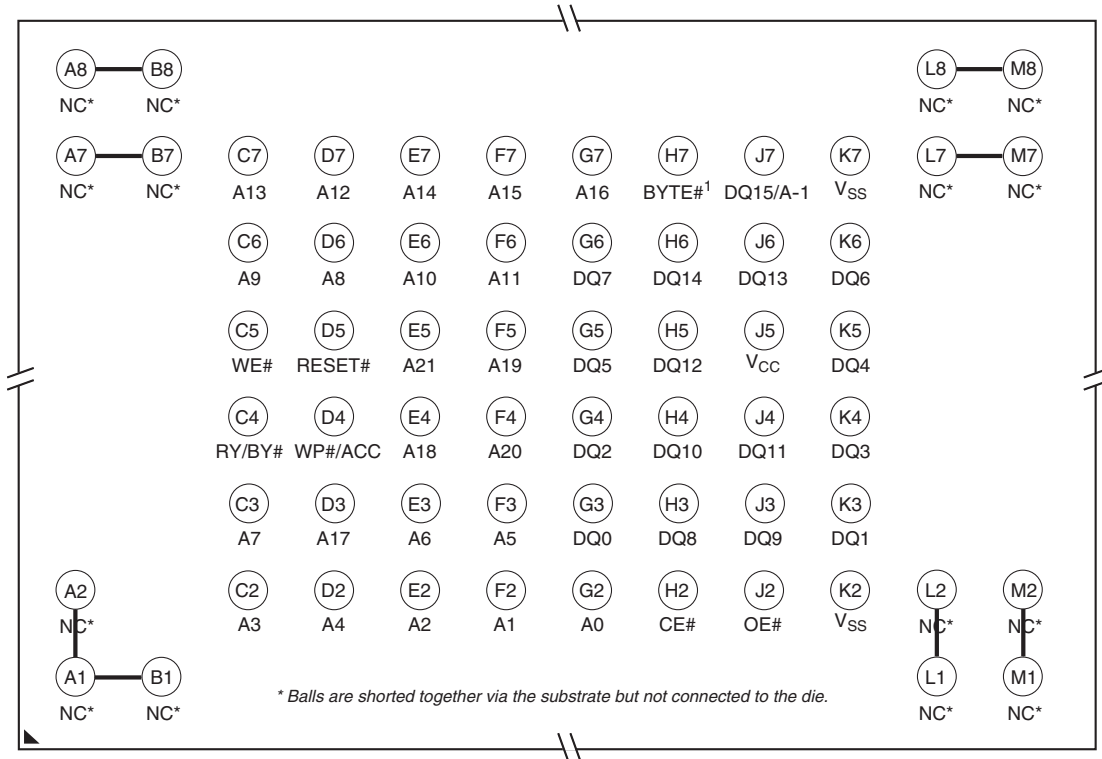 A8 B8 L8 M8
NC* NC* NC* NC*
A7 B7 C7 D7 E7 F7 G7 H7 J7 K7 L7 M7
NC* NC* A13 A12 A14 A15 A16 BYTE#1 DQ15/A-1 VSS NC* NC*
C6 D6 E6 F6 G6 H6 J6 K6
A9 A8 A10 A11 DQ7 DQ14 DQ13 DQ6
C5 D5 E5 F5 G5 H5 J5 K5
WE# RESET# A21 A19 DQ5 DQ12 VCC DQ4
C4 D4 E4 F4 G4 H4 J4 K4
RY/BY# WP#/ACC A18 A20 DQ2 DQ10 DQ11 DQ3
C3 D3 E3 F3 G3 H3 J3 K3
A7 A17 A6 A5 DQ0 DQ8 DQ9 DQ1
A2 C2 D2 E2 F2 G2 H2 J2 K2 L2 M2
NC* A3 A4 A2 A1 A0 CE# OE# VSS NC* NC*
A1 B1 L1 M1
* Balls are shorted together via the substrate but not connected to the die.
NC* NC* NC* NC*